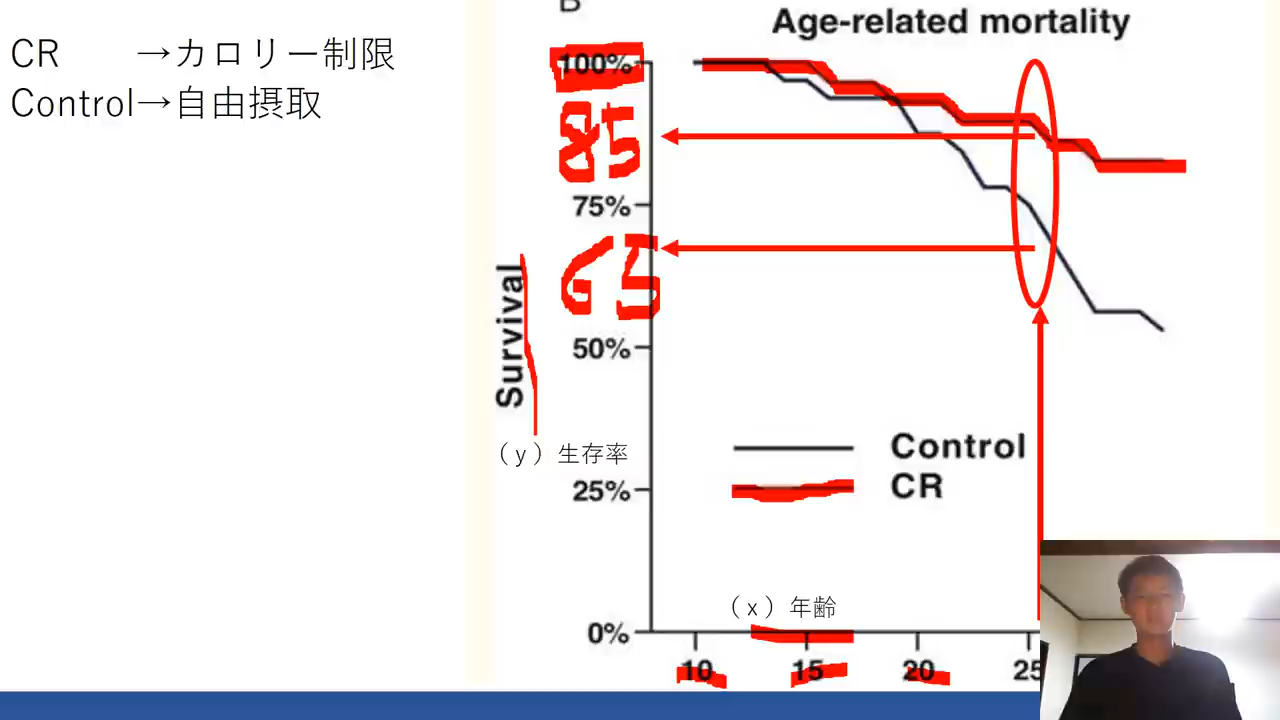 CR →カロリー制限
Control→自由摂取
B
Age-related mortality
100%
85
75%
65
50%
Survival
（y）生存率
25%
Control
CR
（x）年齢
0%
10 15 20 25